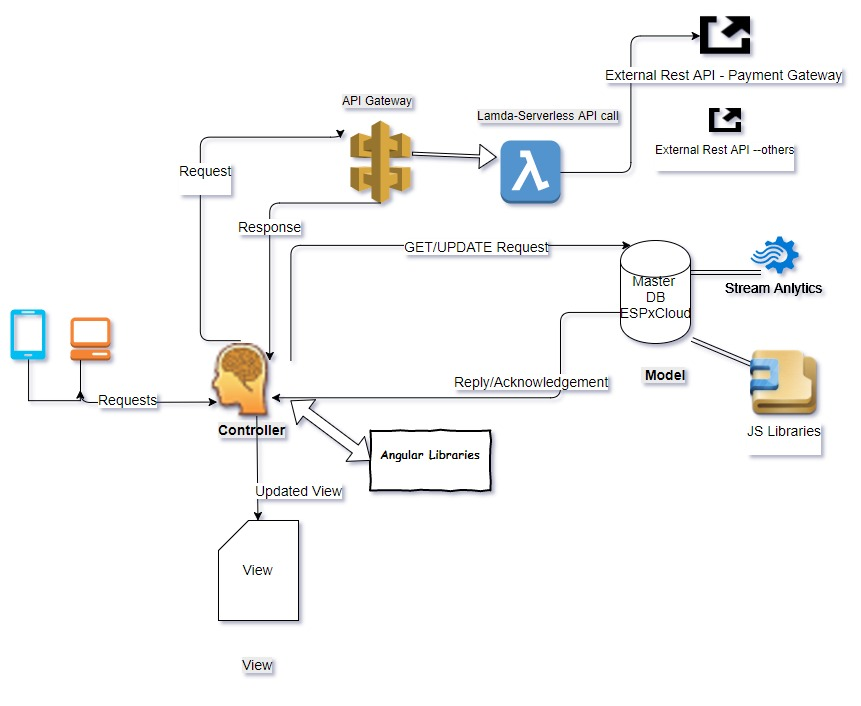 External Rest API - Payment Gateway
API Gateway
Lamda-Serverless API call
External Rest API --others
Request
Response
GET/UPDATE Request
Master
DB
ESPxCloud
Stream Anlytics
Model
Reply/Acknowledgement
Requests
Controller
JS Libraries
Angular Libraries
Updated View
View
View